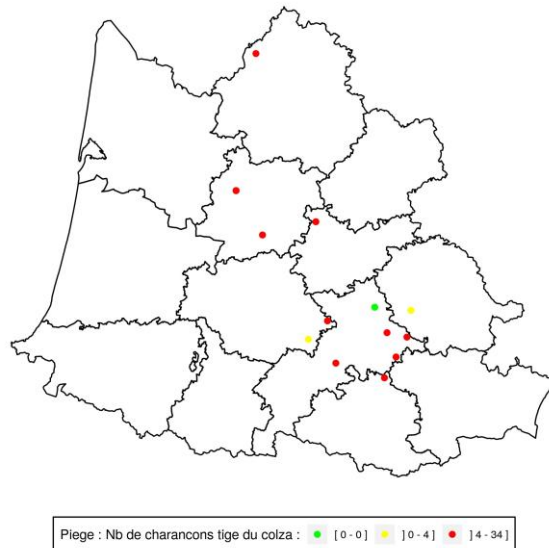 Piege : Nb de charancons tige du colza : [ 0 - 0 ] ] 0 - 4 ] ] 4 - 34 ]